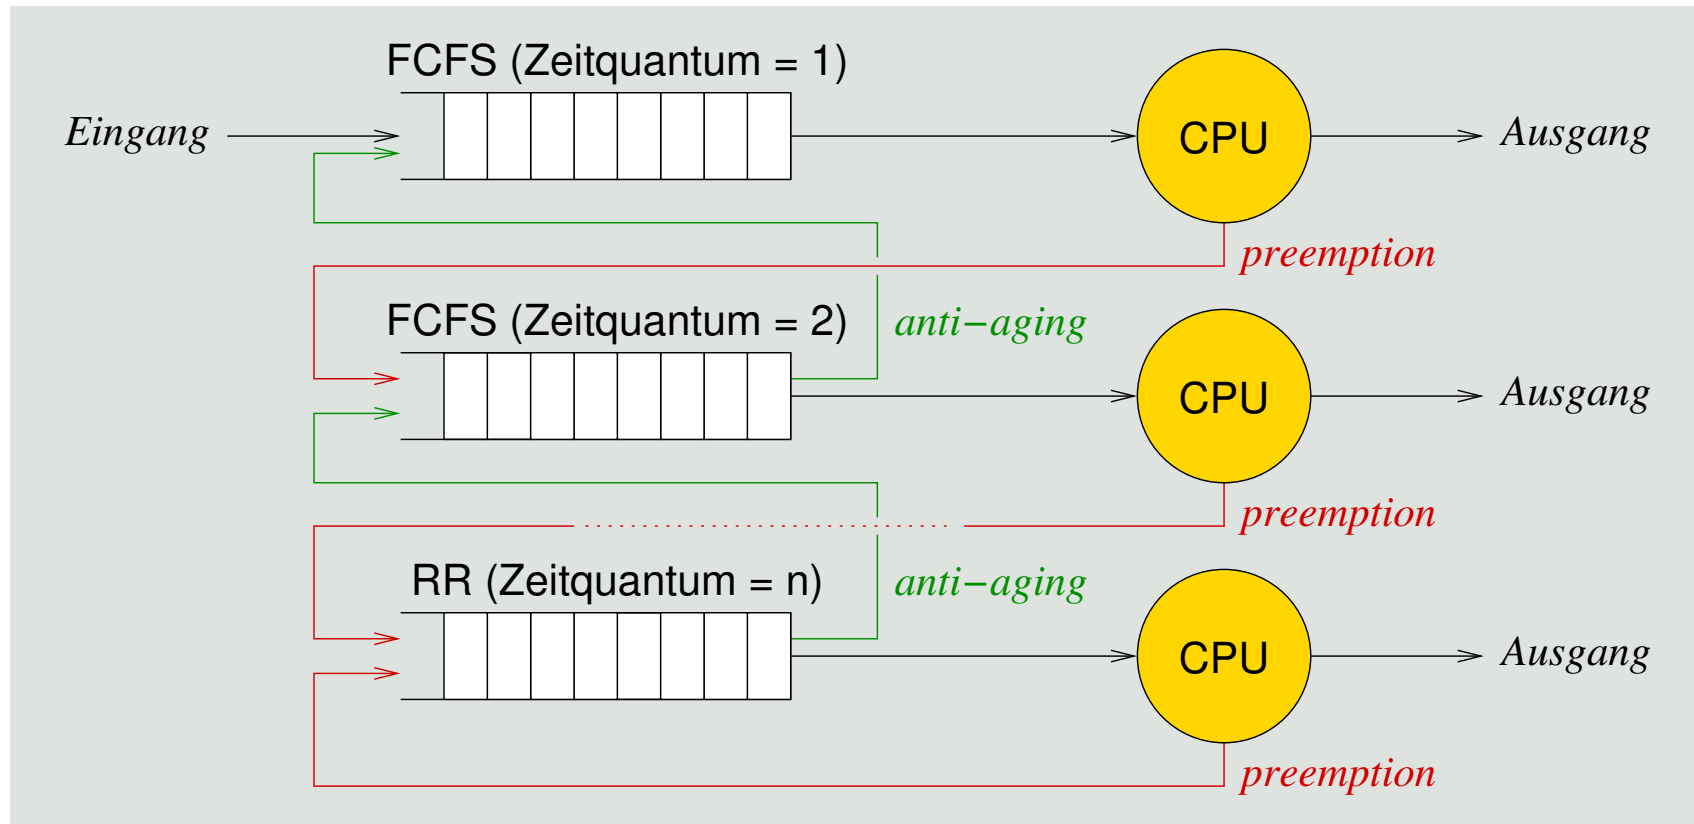 FCFS (Zeitquantum = 1)
Eingang
CPU
Ausgang
preemption
FCFS (Zeitquantum = 2)
anti−aging
CPU
Ausgang
preemption
RR (Zeitquantum = n)
anti−aging
CPU
Ausgang
preemption